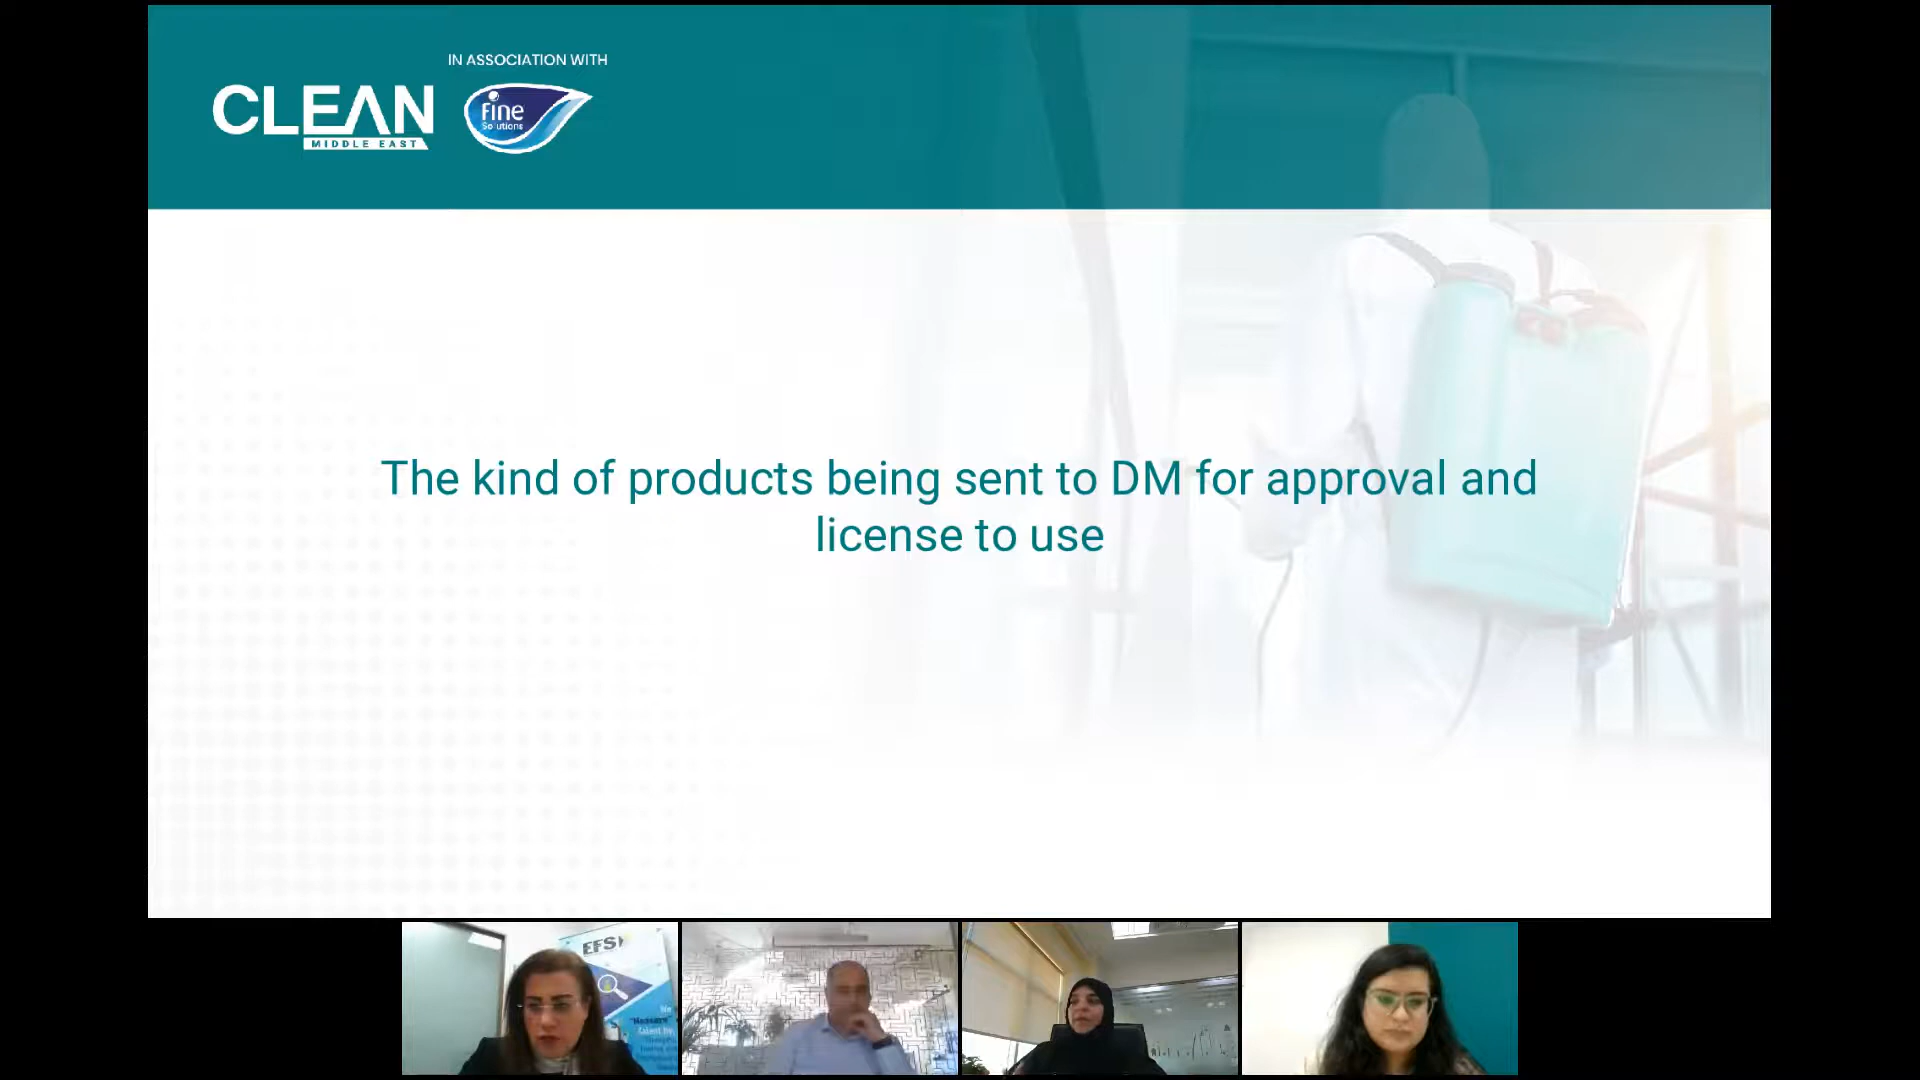 IN ASSOCIATION WITH
CLEAN
MIDDLE EAST
fine
Solutions
The kind of products being sent to DM for approval and
license to use
EFS